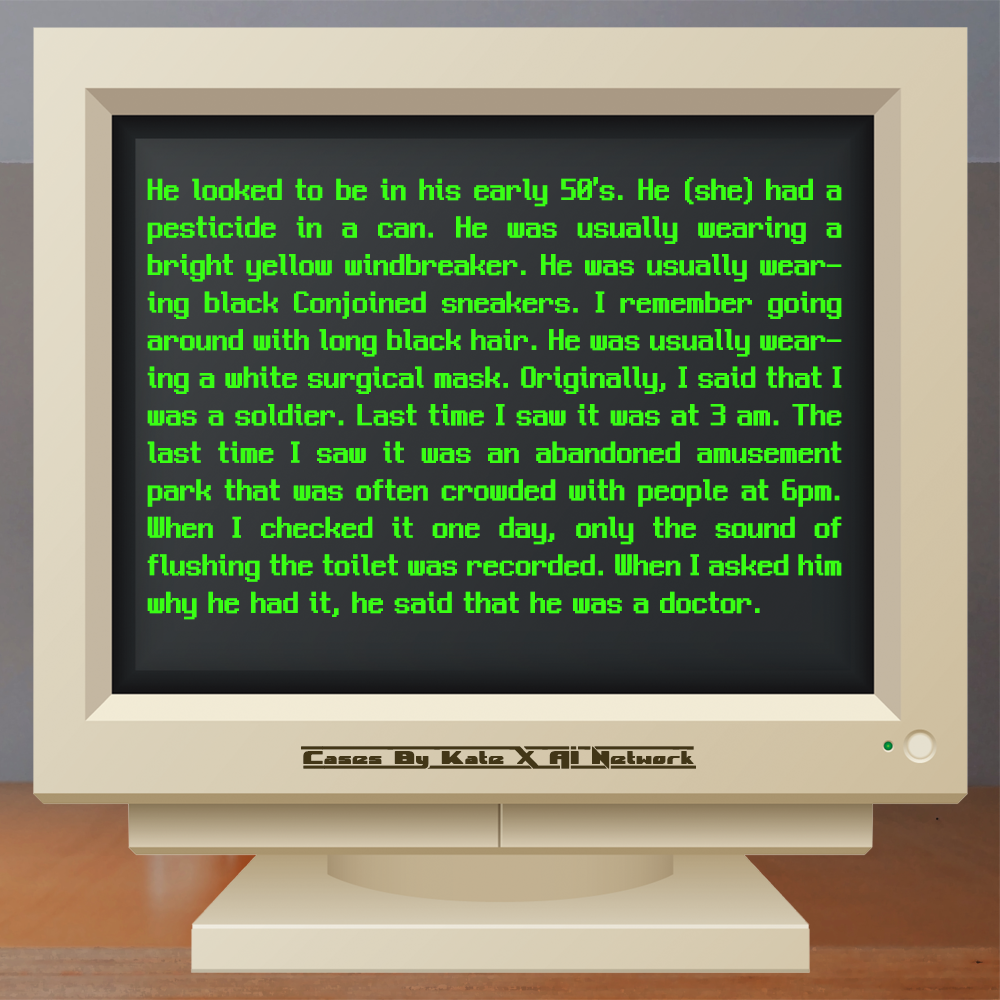 He looked to be in his early 50's. He (she) had a
pesticide in a can. He was usually wearing a
bright yellow windbreaker. He was usually wear-
ing black Conjoined sneakers. I remember going
around with long black hair. He was usually wear-
ing a white surgical mask. Originally, I said that I
was a soldier. Last time I saw it was at 3 am. The
last time I saw it was an abandoned amusement
park that was often crowded with people at 6pm.
When I checked it one day, only the sound of
flushing the toilet was recorded. When I asked him
why he had it, he said that he was a doctor.
Cases By Kate X Ai Network